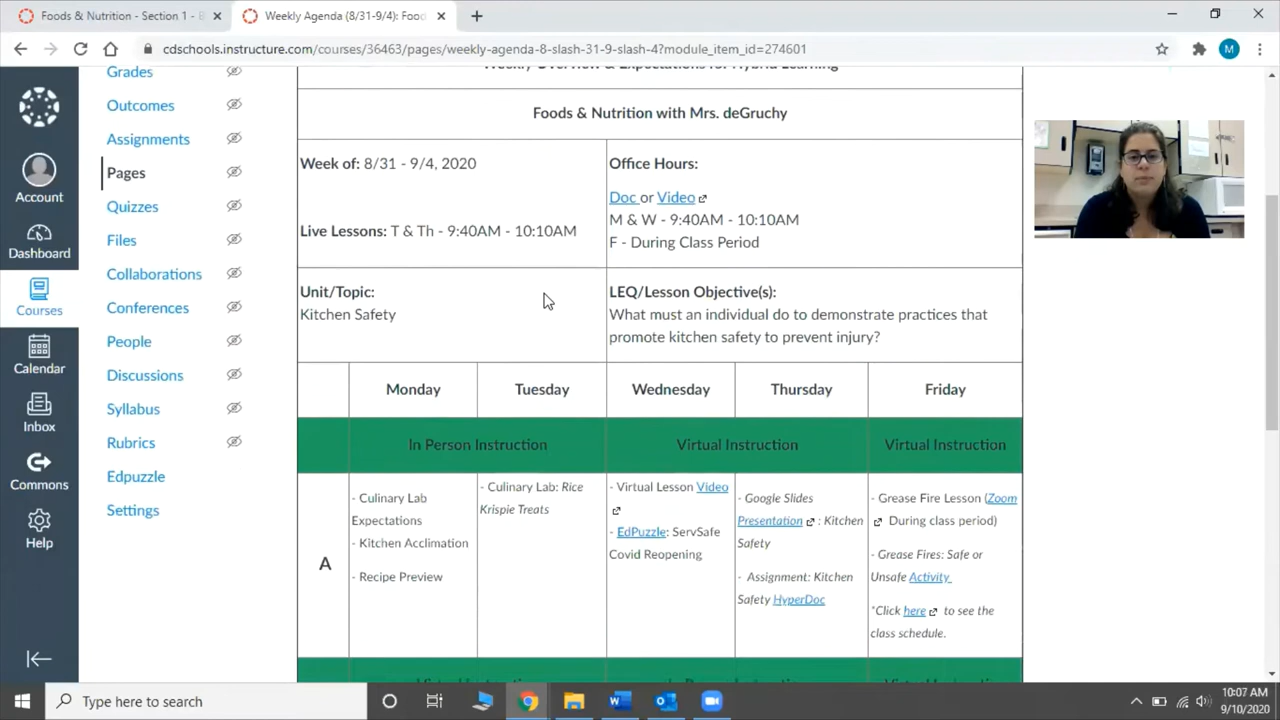 Foods & Nutrition - Section 1 - B
Weekly Agenda (8/31-9/4): Food
cdschools.instructure.com/courses/36463/pages/weekly-agenda-8-slash-31-9-slash-4?module_item_id=274601
M
Account
Dashboard
Courses
Calendar
Inbox
Commons
Help
Grades
Outcomes
Assignments
Pages
Quizzes
Files
Collaborations
Conferences
People
Discussions
Syllabus
Rubrics
Edpuzzle
Settings
Weekly Overview & Expectations for Hybrid Learning
Foods & Nutrition with Mrs. deGruchy
Week of: 8/31 - 9/4, 2020
Live Lessons: T & Th - 9:40AM - 10:10AM
Office Hours:
Doc or Video
M & W - 9:40AM - 10:10AM
F - During Class Period
Unit/Topic:
Kitchen Safety
LEQ/Lesson Objective(s):
What must an individual do to demonstrate practices that
promote kitchen safety to prevent injury?
Monday
Tuesday
Wednesday
Thursday
Friday
In Person Instruction
Virtual Instruction
Virtual Instruction
A
- Culinary Lab
Expectations
- Kitchen Acclimation
- Recipe Preview
- Culinary Lab: Rice
Krispie Treats
- Virtual Lesson Video
- EdPuzzle: ServSafe
Covid Reopening
- Google Slides
Presentation : Kitchen
Safety
- Assignment: Kitchen
Safety HyperDoc
- Grease Fire Lesson (Zoom
During class period)
- Grease Fires: Safe or
Unsafe Activity
*Click here to see the
class schedule.
Type here to search
10:07 AM
9/10/2020